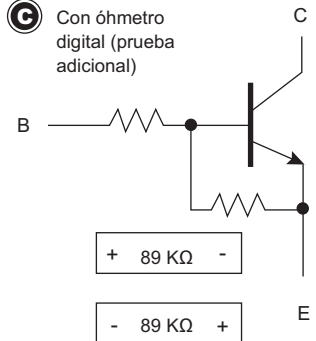 C Con óhmetro
digital (prueba
adicional)
C
B
+ 89 KΩ -
- 89 KΩ +
E